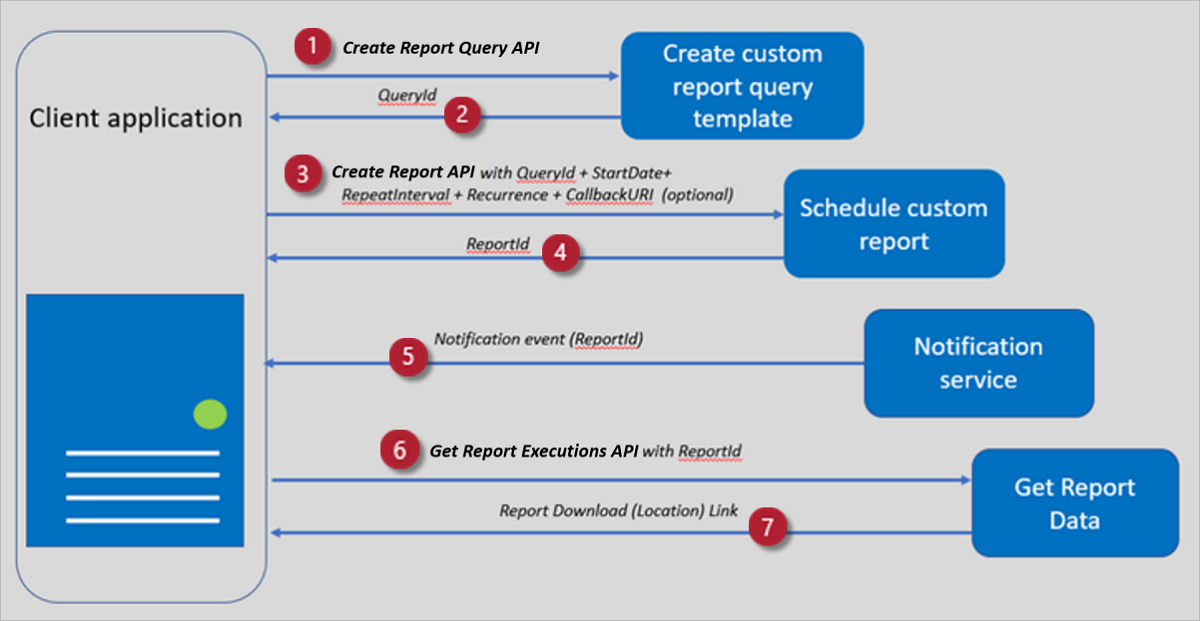 1
Create Report Query API
Create custom
report query
template
QueryId
2
Client application
3
Create Report API with QueryId + StartDate+
RepeatInterval + Recurrence + CallbackURI (optional)
Schedule custom
report
ReportId
4
Notification event (ReportId)
5
Notification
service
6
Get Report Executions API with ReportId
Get Report
Data
Report Download (Location) Link
7